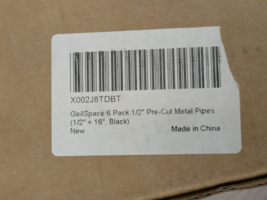 X002J8TDBT
GeilSpace 6 Pack 1/2" Pre-Cut Metal Pipes
(1/2" × 16", Black)
New
Made in China